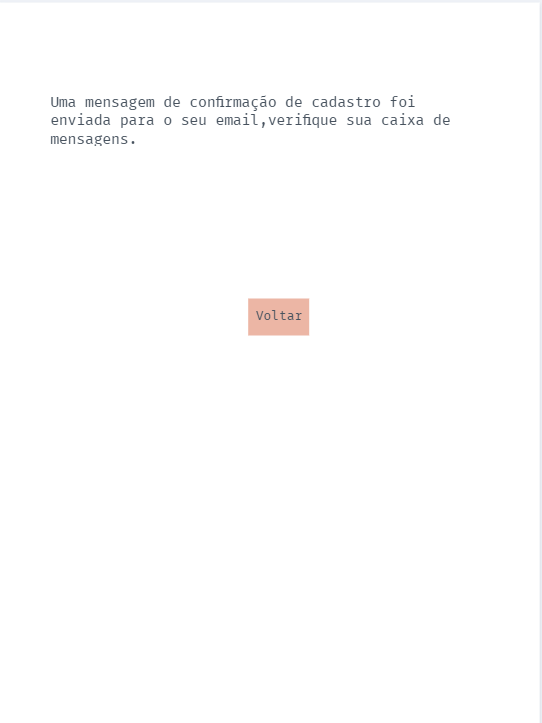 Uma mensagem de confirmação de cadastro foi
enviada para o seu email,verifique sua caixa de
mensagens.
Voltar